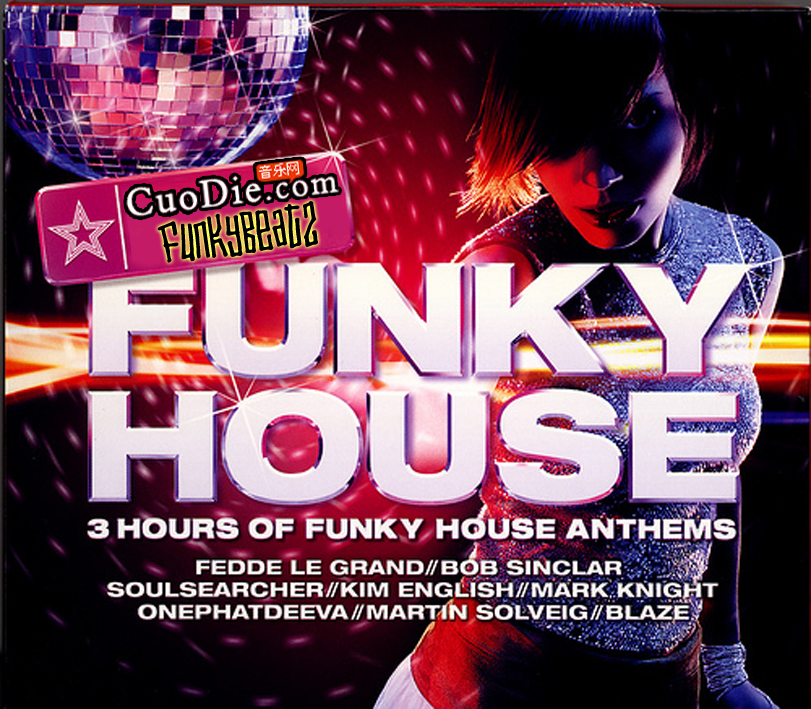 音乐网
CuoDie.com
FunkyBeatz
FUNKY
HOUSE
3 HOURS OF FUNKY HOUSE ANTHEMS
FEDDE LE GRAND//BOB SINCLAR
SOULSEARCHER//KIM ENGLISH//MARK KNIGHT
ONEPHATDEEVA//MARTIN SOLVEIG//BLAZE